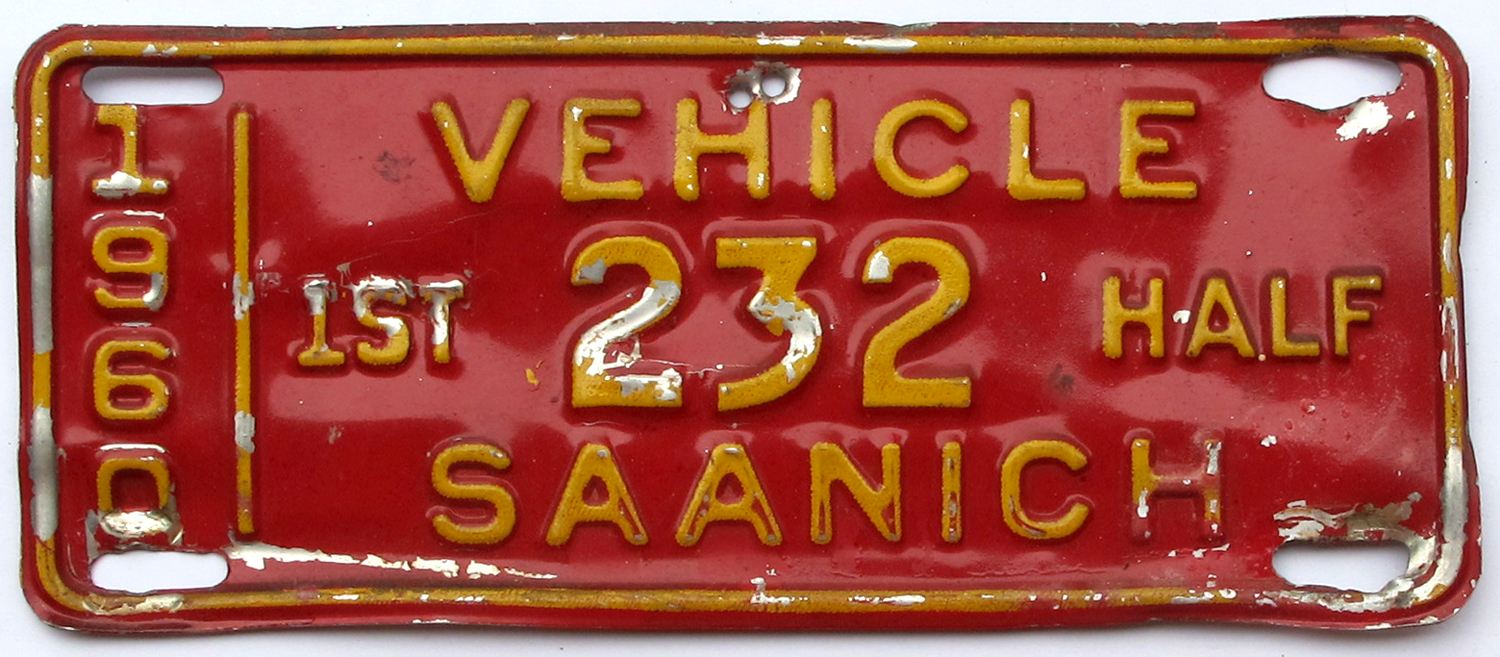 1960
VEHICLE
1ST 232 HALF
SAANICH